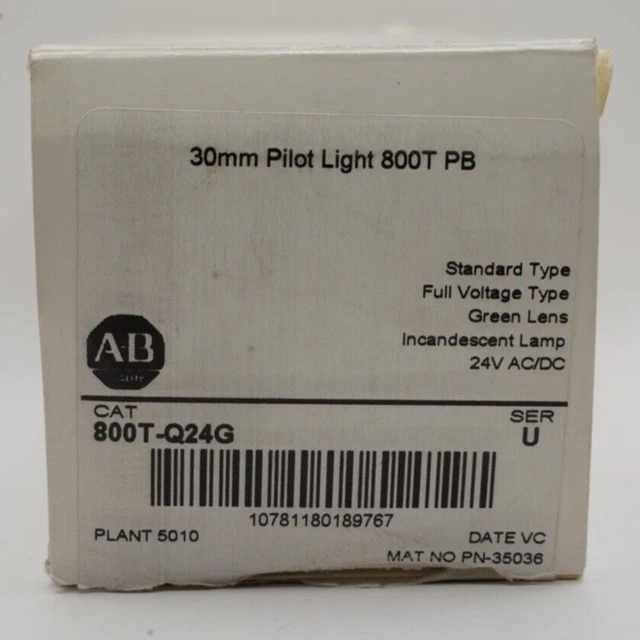 30mm Pilot Light 800T PB
Standard Type
Full Voltage Type
Green Lens
Incandescent Lamp
24V AC/DC
A-B
CAT
800T-Q24G
SER
U
10781180189767
PLANT 5010
DATE VC
MAT NO PN-35036